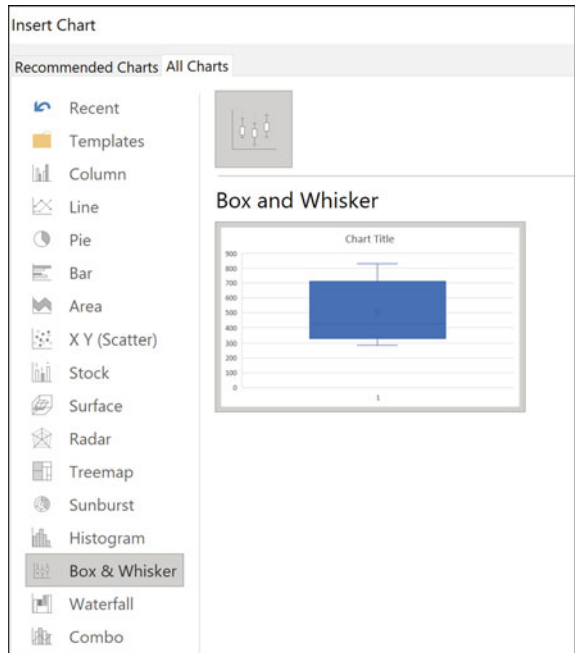 Insert Chart
Recommended Charts All Charts
Recent
Templates
Column
Line
Pie
Bar
Area
X Y (Scatter)
Stock
Surface
Radar
Treemap
Sunburst
Histogram
Box & Whisker
Waterfall
Combo
Box and Whisker
Chart Title
900
800
700
600
500
400
300
200
100
0
1